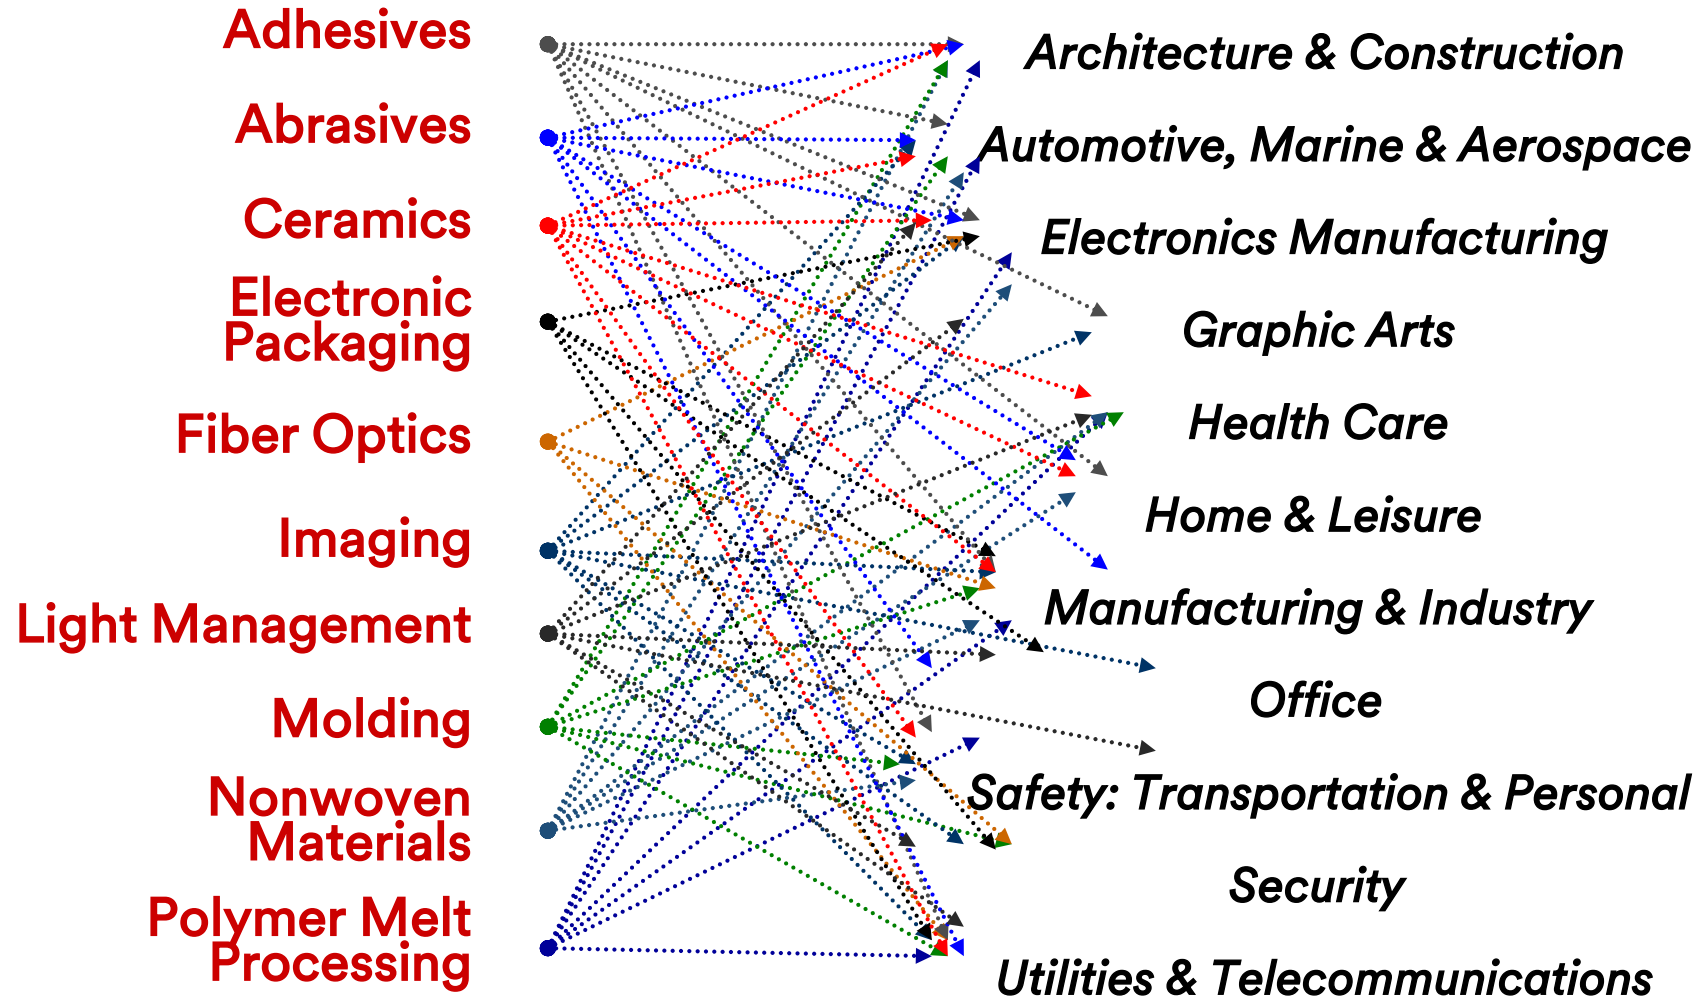 Adhesives
Abrasives
Ceramics
Electronic
Packaging
Fiber Optics
Imaging
Light Management
Molding
Nonwoven
Materials
Polymer Melt
Processing
Architecture & Construction
Automotive, Marine & Aerospace
Electronics Manufacturing
Graphic Arts
Health Care
Home & Leisure
Manufacturing & Industry
Office
Safety: Transportation & Personal
Security
Utilities & Telecommunications